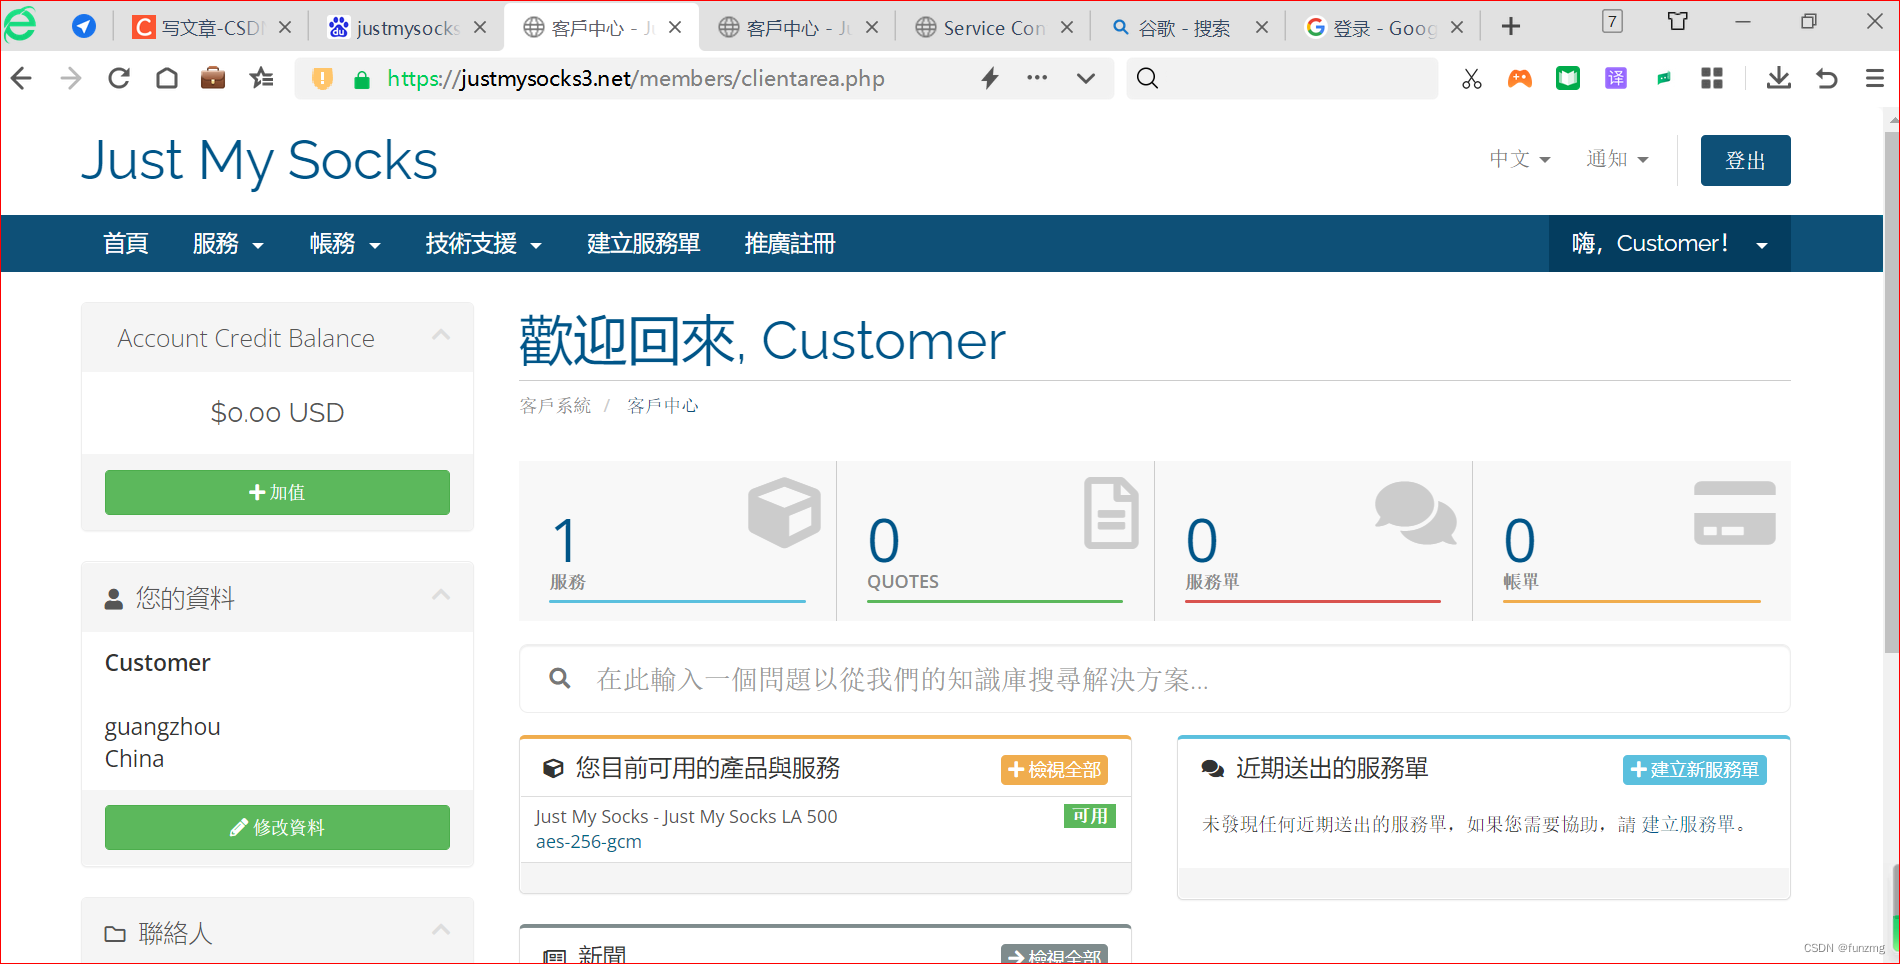 写文章-CSD
justmysocks
客戶中心 - Ju
客戶中心 - Ju
Service Con
谷歌 - 搜索
登录 - Goog
7
https://justmysocks3.net/members/clientarea.php
译
Just My Socks
中文
通知
登出
首頁
服務
帳務
技術支援
建立服務單
推廣註冊
嗨, Customer!
Account Credit Balance
$0.00 USD
加值
您的資料
Customer
guangzhou
China
修改資料
聯絡人
歡迎回來, Customer
客戶系統 / 客戶中心
1
服務
0
QUOTES
0
服務單
0
帳單
在此輸入一個問題以從我們的知識庫搜尋解決方案...
您目前可用的產品與服務
檢視全部
Just My Socks - Just My Socks LA 500
可用
aes-256-gcm
近期送出的服務單
建立新服務單
未發現任何近期送出的服務單，如果您需要協助，請 建立服務單。
新聞
檢視全部
CSDN @funzmg